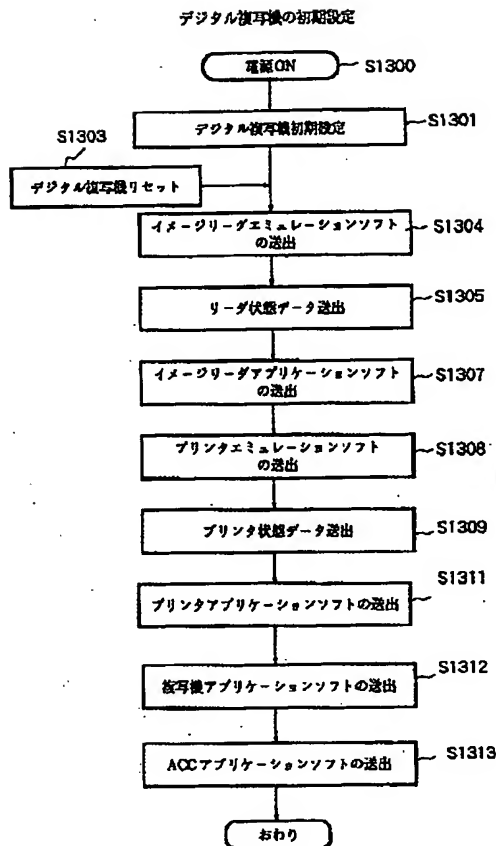 デジタル複写機の初期設定
電源ON
S1300
デジタル複写機初期設定
S1301
S1303
デジタル複写機リセット
イメージリーダエミュレーションソフト
の送出
S1304
リーダ状態データ送出
S1305
イメージリーダアプリケーションソフト
の送出
S1307
プリンタエミュレーションソフト
の送出
S1308
プリンタ状態データ送出
S1309
プリンタアプリケーションソフトの送出
S1311
複写機アプリケーションソフトの送出
S1312
ACCアプリケーションソフトの送出
S1313
おわり